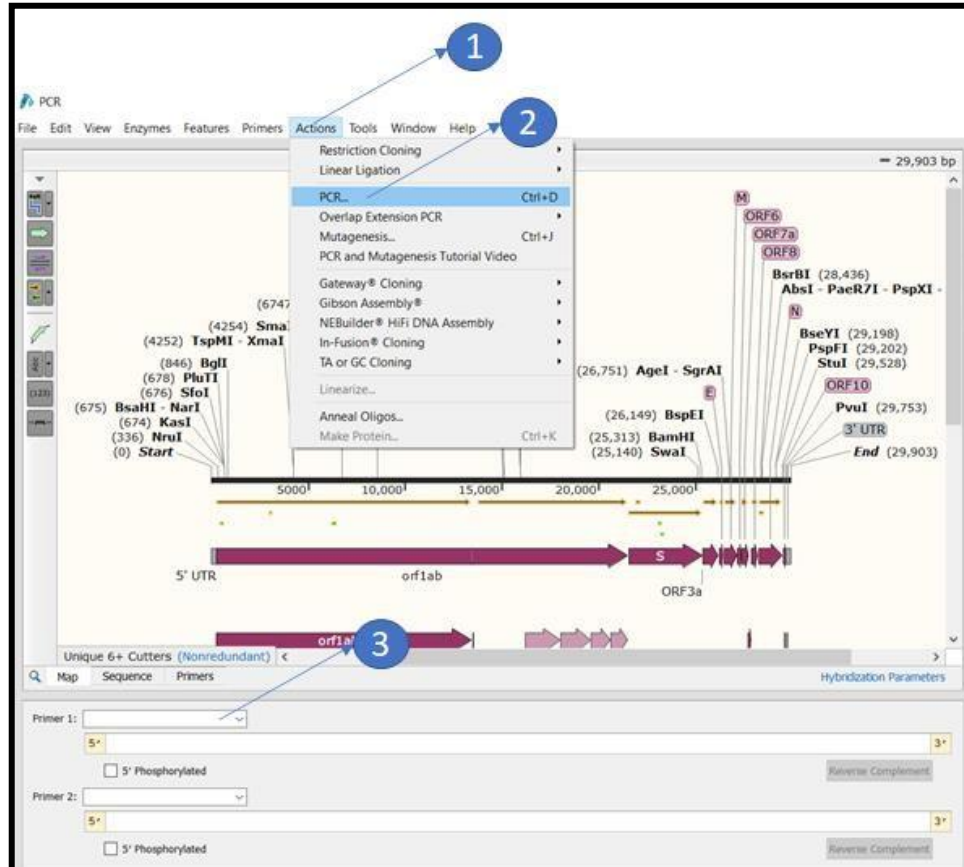 1
PCR
File Edit View Enzymes Features Primers Actions Tools Window Help
2
Restriction Cloning
Linear Ligation
PCR... Ctrl+D
Overlap Extension PCR
Mutagenesis... Ctrl+J
PCR and Mutagenesis Tutorial Video
Gateway® Cloning
Gibson Assembly®
NEBuilder® HiFi DNA Assembly
In-Fusion® Cloning
TA or GC Cloning
Linearize...
Anneal Oligos...
Make Protein... Ctrl+K
29,903 bp
(6747
(4254) SmaI
(4252) TspMI - XmaI
(846) BglI
(678) PluTI
(676) SfoI
(675) BsaHI - NarI
(674) KasI
(336) NruI
(0) Start
M
ORF6
ORF7a
ORF8
BsrBI (28,436)
AbsI - PaeR7I - PspXI -
N
BseYI (29,198)
PspFI (29,202)
StuI (29,528)
(26,751) AgeI - SgrAI
E
ORF10
(26,149) BspEI
PvuI (29,753)
(25,313) BamHI
3' UTR
(25,140) SwaI
End (29,903)
5000 10,000 15,000 20,000 25,000
5' UTR
orf1ab
S
ORF3a
orf1ab
3
Unique 6+ Cutters (Nonredundant)
Map Sequence Primers
Hybridization Parameters
Primer 1:
5' 3'
5' Phosphorylated
Reverse Complement
Primer 2:
5' 3'
5' Phosphorylated
Reverse Complement